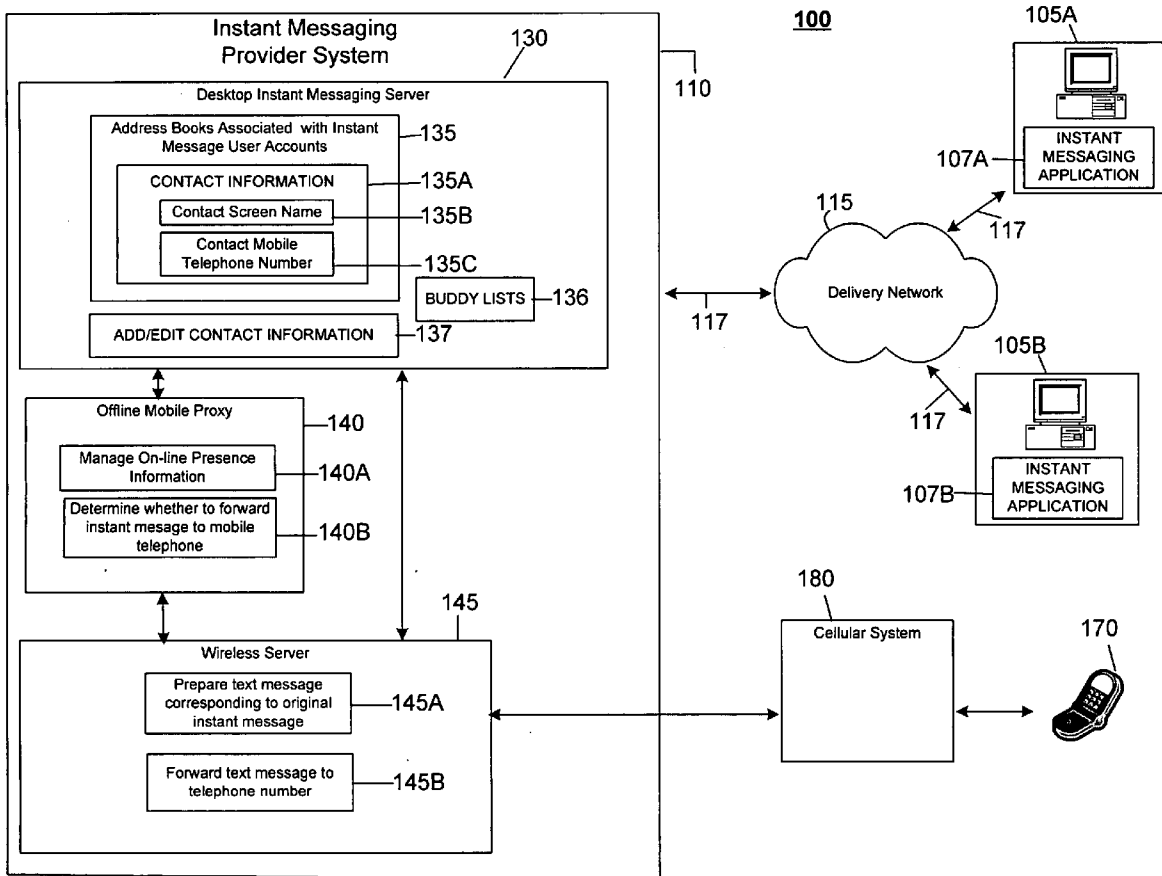 Instant Messaging
Provider System
100
130
110
Desktop Instant Messaging Server
Address Books Associated with Instant
Message User Accounts
135
CONTACT INFORMATION
135A
Contact Screen Name
135B
Contact Mobile
Telephone Number
135C
BUDDY LISTS
136
ADD/EDIT CONTACT INFORMATION
137
Offline Mobile Proxy
140
Manage On-line Presence
Information
140A
Determine whether to forward
instant mesage to mobile
telephone
140B
145
Wireless Server
Prepare text message
corresponding to original
instant message
145A
Forward text message to
telephone number
145B
105A
INSTANT
MESSAGING
APPLICATION
107A
115
117
Delivery Network
117
117
105B
INSTANT
MESSAGING
APPLICATION
107B
180
Cellular System
170